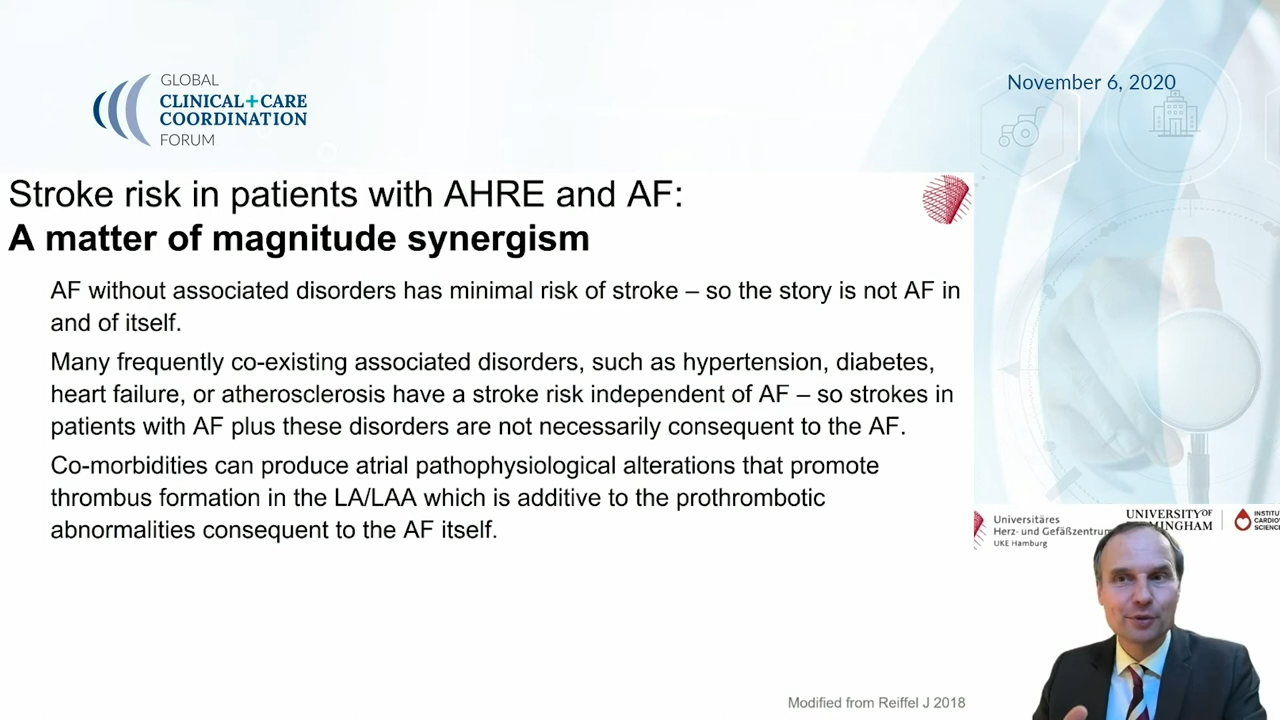 GLOBAL
CLINICAL+CARE
COORDINATION
FORUM
November 6, 2020
Stroke risk in patients with AHRE and AF:
A matter of magnitude synergism
AF without associated disorders has minimal risk of stroke – so the story is not AF in
and of itself.
Many frequently co-existing associated disorders, such as hypertension, diabetes,
heart failure, or atherosclerosis have a stroke risk independent of AF – so strokes in
patients with AF plus these disorders are not necessarily consequent to the AF.
Co-morbidities can produce atrial pathophysiological alterations that promote
thrombus formation in the LA/LAA which is additive to the prothrombotic
abnormalities consequent to the AF itself.
Universitäres
Herz- und Gefäßzentrum
UKE Hamburg
UNIVERSITY OF
MINGHAM
INSTITU
CARDIOV
SCIENCE
Modified from Reiffel J 2018